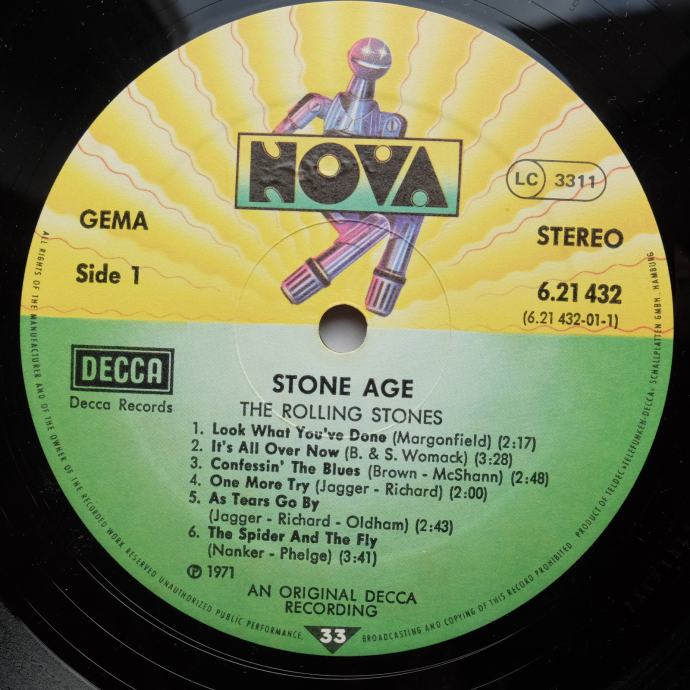 NOVA
LC 3311
GEMA
STEREO
Side 1
6.21 432
(6.21 432-01-1)
DECCA
Decca Records
STONE AGE
THE ROLLING STONES
1. Look What You've Done (Margonfield) (2:17)
2. It's All Over Now (B. & S. Womack) (3:28)
3. Confessin' The Blues (Brown - McShann) (2:48)
4. One More Try (Jagger - Richard) (2:00)
5. As Tears Go By
(Jagger - Richard - Oldham) (2:43)
6. The Spider And The Fly
(Nanker - Phelge) (3:41)
Ⓟ 1971
AN ORIGINAL DECCA
RECORDING
33
ALL RIGHTS OF THE MANUFACTURER AND OF THE OWNER OF THE RECORDED WORK RESERVED UNAUTHORIZED PUBLIC PERFORMANCE, BROADCASTING AND COPYING OF THIS RECORD PROHIBITED · PRODUCT OF TELDEC »TELEFUNKEN-DECCA« SCHALLPLATTEN GMBH., HAMBURG